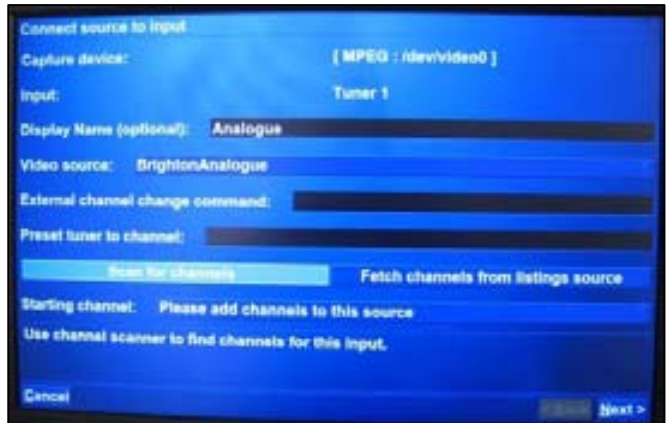 Connect source to input
Capture device: [ MPEG : /dev/video0 ]
Input: Tuner 1
Display Name (optional): Analogue
Video source: BrightonAnalogue
External channel change command:
Preset tuner to channel:
Scan for channels Fetch channels from listings source
Starting channel: Please add channels to this source
Use channel scanner to find channels for this input.
Cancel < Back Next >